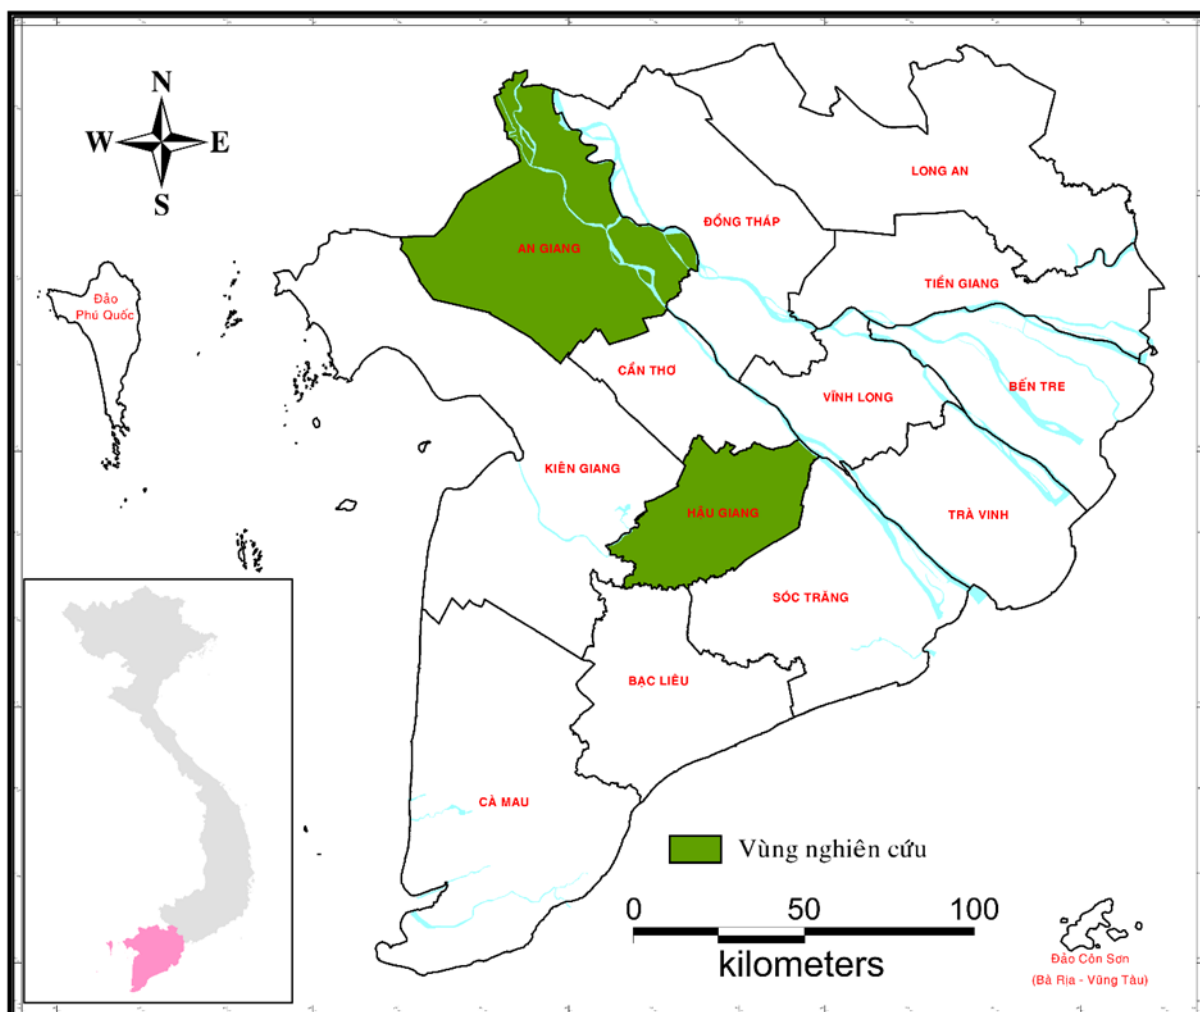 N
W E
S
LONG AN
ĐỒNG THÁP
AN GIANG
TIỀN GIANG
Đảo
Phú Quốc
CẦN THƠ
BẾN TRE
VĨNH LONG
KIÊN GIANG
HẬU GIANG
TRÀ VINH
SÓC TRĂNG
BẠC LIÊU
CÀ MAU
Vùng nghiên cứu
0 50 100
kilometers
Đảo Côn Sơn
(Bà Rịa - Vũng Tàu)